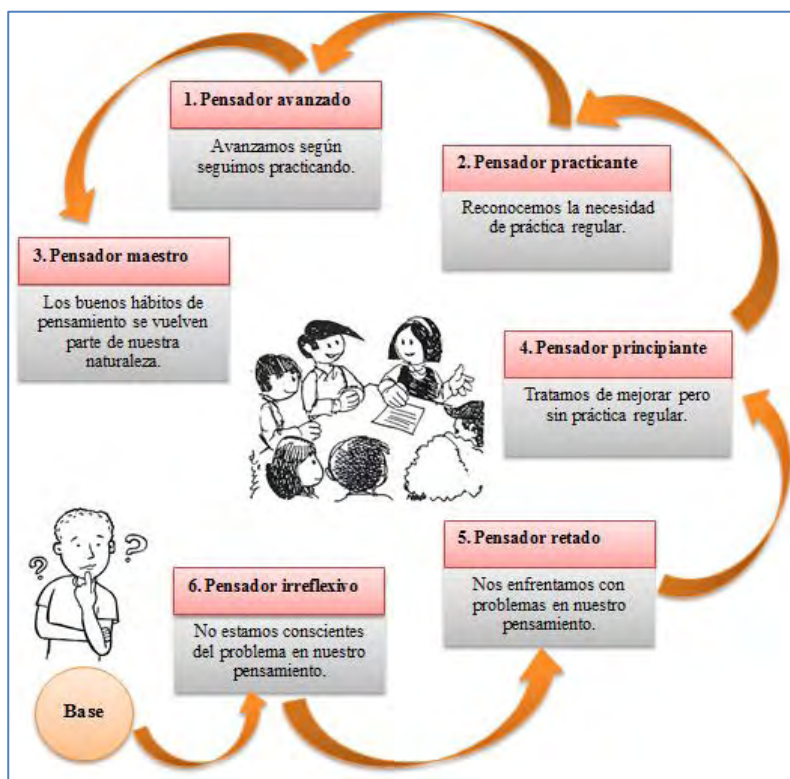 1. Pensador avanzado
Avanzamos según
seguimos practicando.
2. Pensador practicante
Reconocemos la necesidad
de práctica regular.
3. Pensador maestro
Los buenos hábitos de
pensamiento se vuelven
parte de nuestra
naturaleza.
4. Pensador principiante
Tratamos de mejorar pero
sin práctica regular.
5. Pensador retado
Nos enfrentamos con
problemas en nuestro
pensamiento.
6. Pensador irreflexivo
No estamos conscientes
del problema en nuestro
pensamiento.
? ?
Base